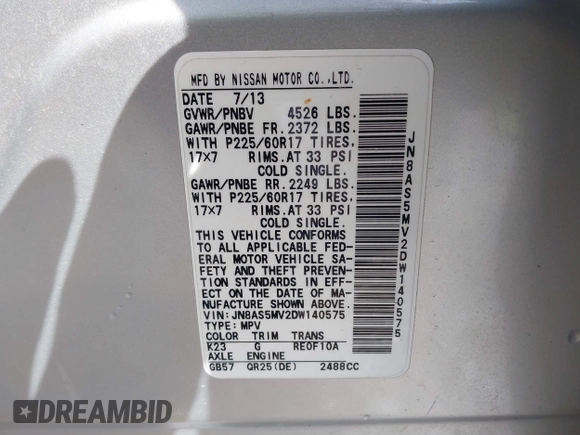 MFD BY NISSAN MOTOR CO.,LTD.
DATE 7/13
GVWR/PNBV 4526 LBS.
GAWR/PNBE FR. 2372 LBS.
WITH P225/60R17 TIRES,
17x7 RIMS. AT 33 PSI
COLD SINGLE.
GAWR/PNBE RR. 2249 LBS.
WITH P225/60R17 TIRES,
17x7 RIMS. AT 33 PSI
COLD SINGLE.
THIS VEHICLE CONFORMS
TO ALL APPLICABLE FED-
ERAL MOTOR VEHICLE SA-
FETY AND THEFT PREVEN-
TION STANDARDS IN EFF-
ECT ON THE DATE OF MA-
NUFACTURE SHOWN ABOVE.
VIN: JN8AS5MV2DW140575
TYPE: MPV
COLOR TRIM TRANS
K23 G RE0F10A
AXLE ENGINE
GB57 QR25(DE) 2488CC
JN8AS5MV2DW140575
DREAMBID
dreambid.com